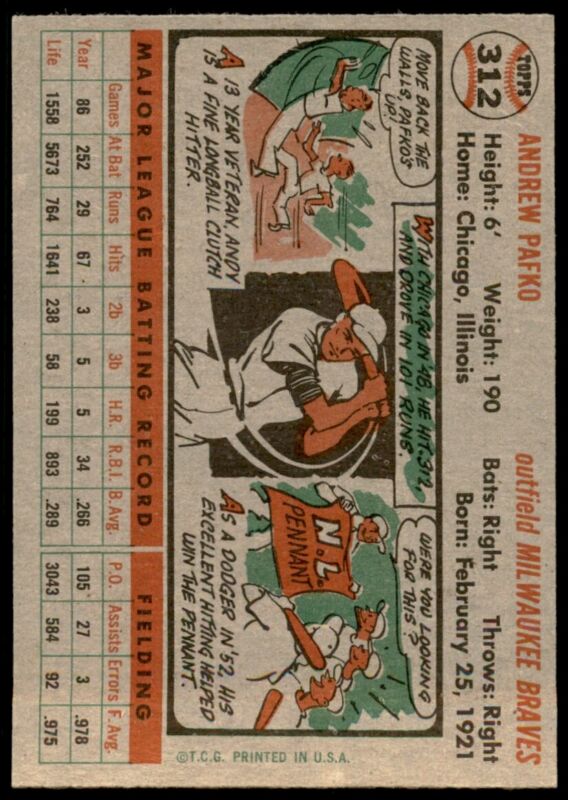 TOPPS
312
ANDREW PAFKO
outfield MILWAUKEE BRAVES
Height: 6' Weight: 190 Bats: Right Throws: Right
Home: Chicago, Illinois Born: February 25, 1921
MOVE BACK THE
WALLS, PAFKO'S
UP!
A 13 YEAR VETERAN, ANDY
IS A FINE LONGBALL CLUTCH
HITTER.
WITH CHICAGO IN '48, HE HIT .312
AND DROVE IN 101 RUNS.
WERE YOU LOOKING
FOR THIS?
N.L.
PENNANT
AS A DODGER IN '52, HIS
EXCELLENT HITTING HELPED
WIN THE PENNANT.
MAJOR LEAGUE BATTING RECORD FIELDING
Games At Bat Runs Hits 2b 3b H.R. R.B.I. B.Avg. P.O. Assists Errors F. Avg.
Year 86 252 29 67 3 5 5 34 .266 105 27 3 .978
Life 1558 5673 764 1641 238 58 199 893 .289 3043 584 92 .975
©T.C.G. PRINTED IN U.S.A.